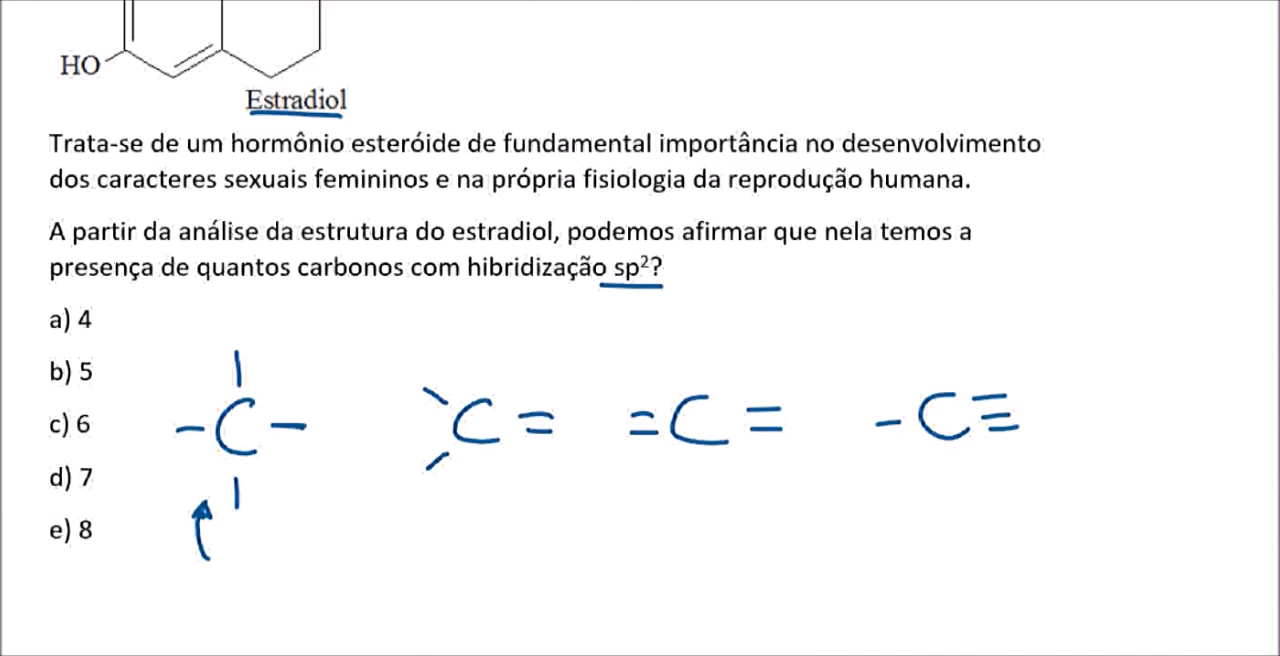 HO
Estradiol
Trata-se de um hormônio esteróide de fundamental importância no desenvolvimento
dos caracteres sexuais femininos e na própria fisiologia da reprodução humana.
A partir da análise da estrutura do estradiol, podemos afirmar que nela temos a
presença de quantos carbonos com hibridização sp²?
a) 4
b) 5
c) 6
d) 7
e) 8
-C- C= =C= -C≡